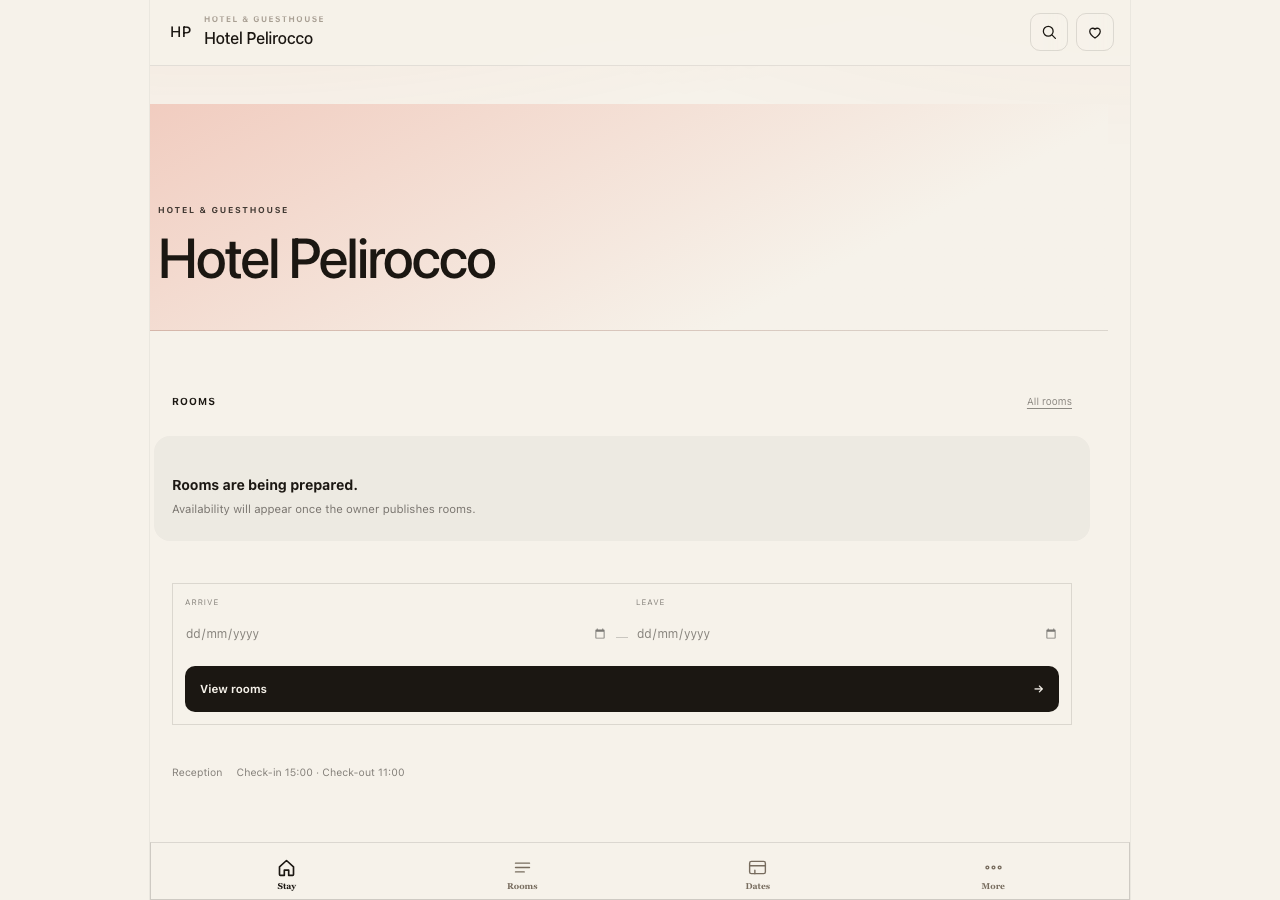 HP
HOTEL & GUESTHOUSE
Hotel Pelirocco
HOTEL & GUESTHOUSE
Hotel Pelirocco
ROOMS
All rooms
Rooms are being prepared.
Availability will appear once the owner publishes rooms.
ARRIVE
LEAVE
dd/mm/yyyy
—
dd/mm/yyyy
View rooms →
Reception Check-in 15:00 · Check-out 11:00
Stay
Rooms
Dates
More